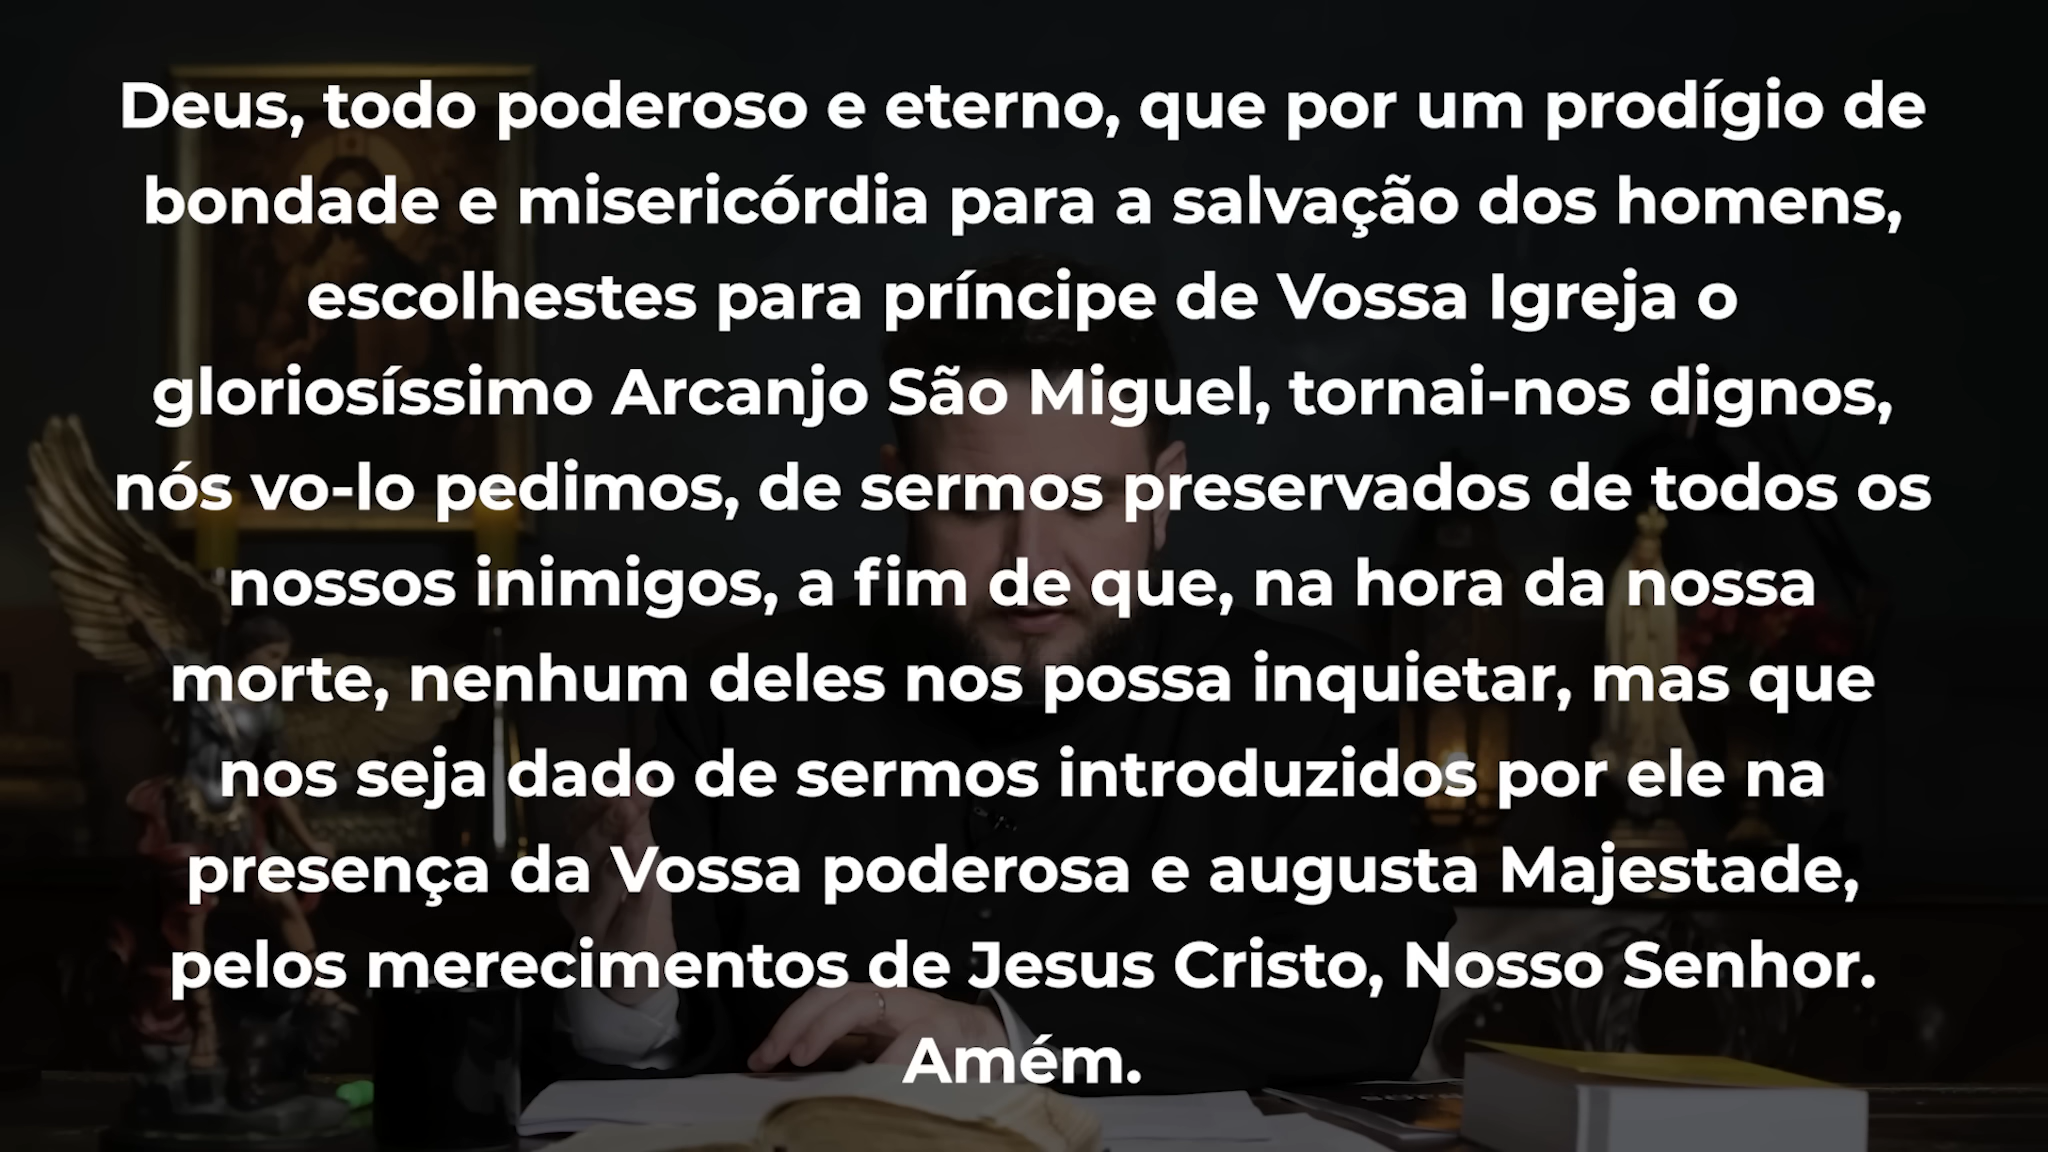 Deus, todo poderoso e eterno, que por um prodígio de
bondade e misericórdia para a salvação dos homens,
escolhestes para príncipe de Vossa Igreja o
gloriosíssimo Arcanjo São Miguel, tornai-nos dignos,
nós vo-lo pedimos, de sermos preservados de todos os
nossos inimigos, a fim de que, na hora da nossa
morte, nenhum deles nos possa inquietar, mas que
nos seja dado de sermos introduzidos por ele na
presença da Vossa poderosa e augusta Majestade,
pelos merecimentos de Jesus Cristo, Nosso Senhor.
Amém.